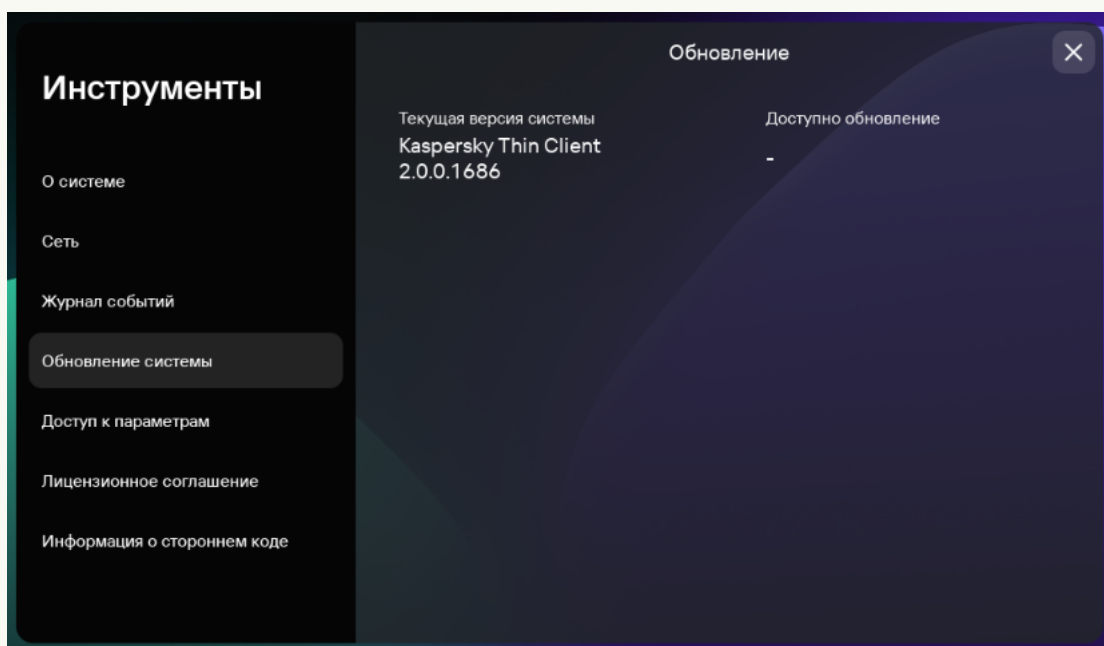 Инструменты
О системе
Сеть
Журнал событий
Обновление системы
Доступ к параметрам
Лицензионное соглашение
Информация о стороннем коде
Обновление
Текущая версия системы
Kaspersky Thin Client
2.0.0.1686
Доступно обновление
-